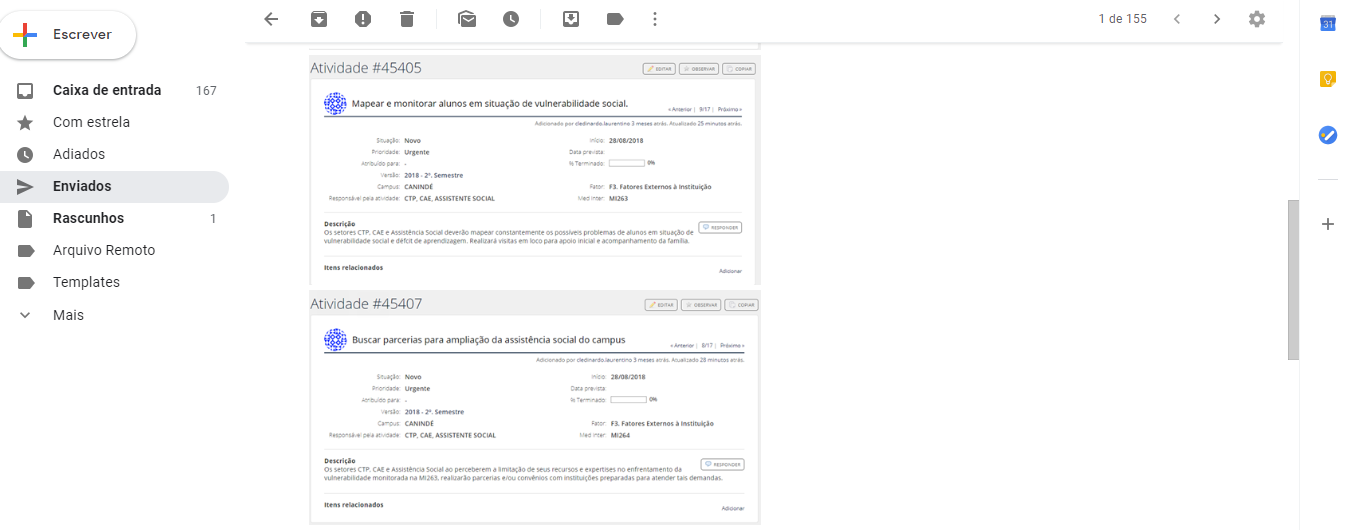 Escrever
1 de 155
31
Caixa de entrada 167
Com estrela
Adiados
Enviados
Rascunhos 1
Arquivo Remoto
Templates
Mais
Atividade #45405
EDITAR OBSERVAR COPIAR
Mapear e monitorar alunos em situação de vulnerabilidade social.
« Anterior | 9/17 | Próximo »
Adicionado por cledinardo.laurentino 3 meses atrás. Atualizado 25 minutos atrás.
Situação: Novo Início: 28/08/2018
Prioridade: Urgente Data prevista:
Atribuído para: - % Terminado: 0%
Versão: 2018 - 2º. Semestre
Campus: CANINDÉ Fator: F3. Fatores Externos à Instituição
Responsável pela atividade: CTP, CAE, ASSISTENTE SOCIAL Med Inter: MI263
Descrição
RESPONDER
Os setores CTP, CAE e Assistência Social deverão mapear constantemente os possíveis problemas de alunos em situação de
vulnerabilidade social e déficit de aprendizagem. Realizará visitas em loco para apoio inicial e acompanhamento da família.
Itens relacionados
Adicionar
Atividade #45407
EDITAR OBSERVAR COPIAR
Buscar parcerias para ampliação da assistência social do campus
« Anterior | 8/17 | Próximo »
Adicionado por cledinardo.laurentino 3 meses atrás. Atualizado 28 minutos atrás.
Situação: Novo Início: 28/08/2018
Prioridade: Urgente Data prevista:
Atribuído para: - % Terminado: 0%
Versão: 2018 - 2º. Semestre
Campus: CANINDÉ Fator: F3. Fatores Externos à Instituição
Responsável pela atividade: CTP, CAE, ASSISTENTE SOCIAL Med Inter: MI264
Descrição
RESPONDER
Os setores CTP, CAE e Assistência Social ao perceberem a limitação de seus recursos e expertises no enfrentamento da
vulnerabilidade monitorada na MI263, realizarão parcerias e/ou convênios com instituições preparadas para atender tais demandas.
Itens relacionados
Adicionar